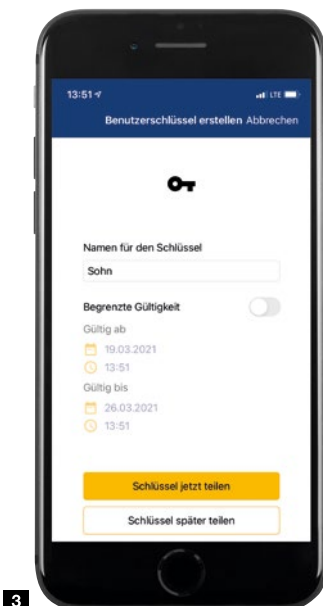 13:51
LTE
Benutzerschlüssel erstellen Abbrechen
Namen für den Schlüssel
Sohn
Begrenzte Gültigkeit
Gültig ab
19.03.2021
13:51
Gültig bis
26.03.2021
13:51
Schlüssel jetzt teilen
Schlüssel später teilen
3